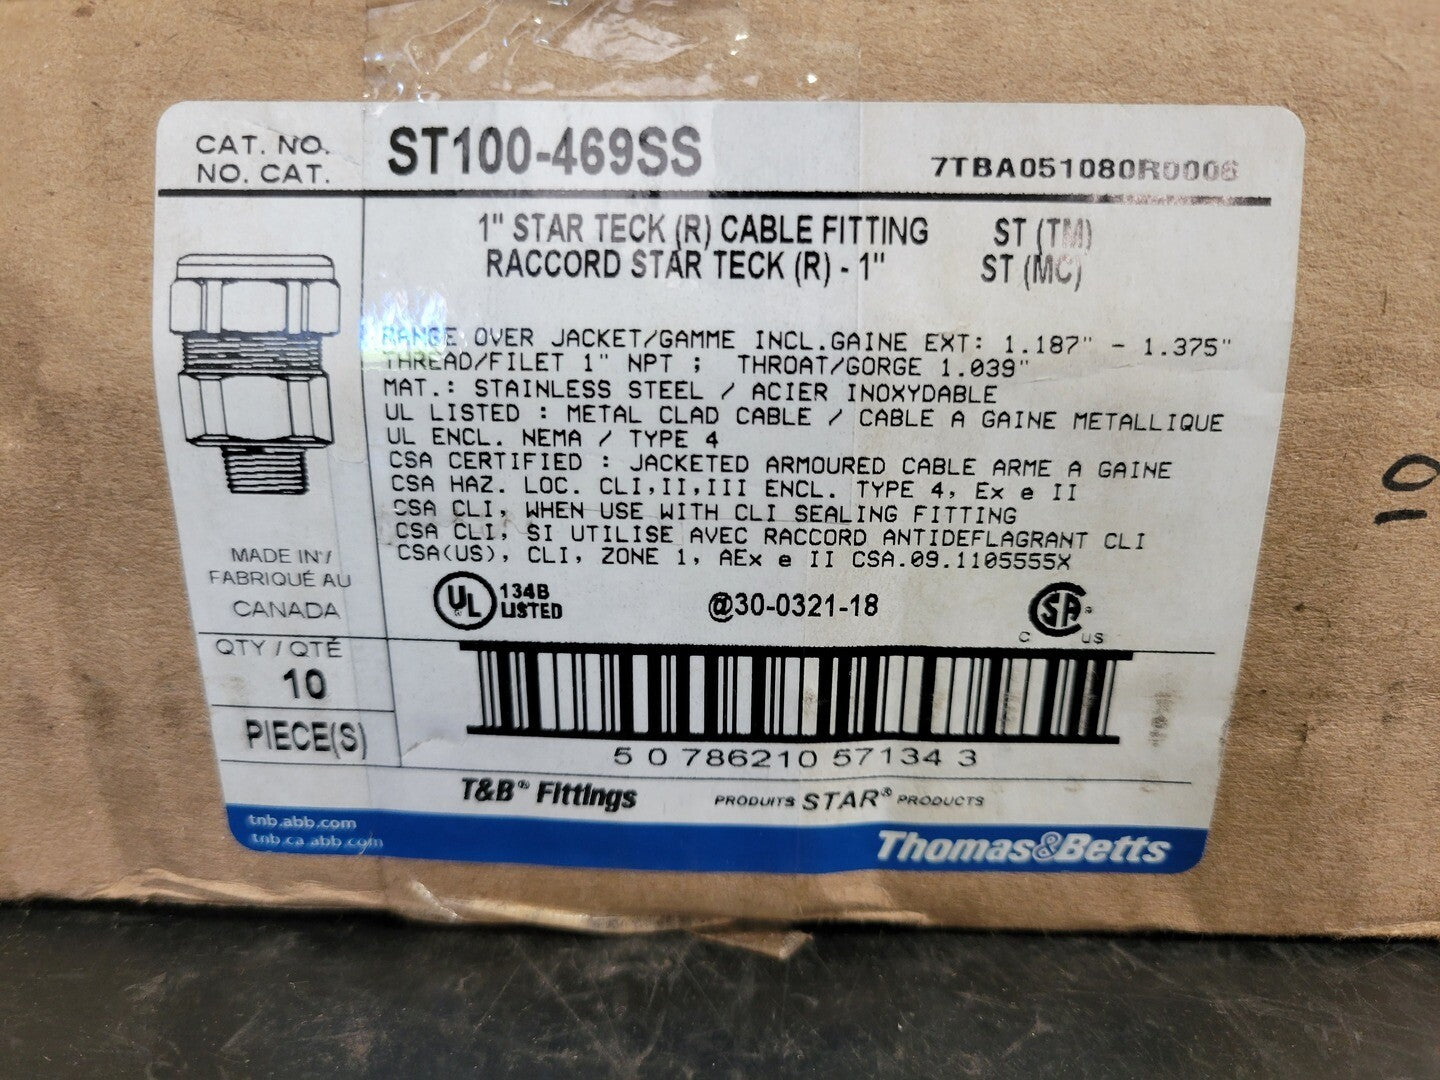 CAT. NO.
NO. CAT.
ST100-469SS
7TBA051080R0006
1" STAR TECK (R) CABLE FITTING ST (TM)
RACCORD STAR TECK (R) - 1" ST (MC)
RANGE OVER JACKET/GAMME INCL.GAINE EXT: 1.187" - 1.375"
THREAD/FILET 1" NPT ; THROAT/GORGE 1.039"
MAT.: STAINLESS STEEL / ACIER INOXYDABLE
UL LISTED : METAL CLAD CABLE / CABLE A GAINE METALLIQUE
UL ENCL. NEMA / TYPE 4
CSA CERTIFIED : JACKETED ARMOURED CABLE ARME A GAINE
CSA HAZ. LOC. CLI,II,III ENCL. TYPE 4, Ex e II
CSA CLI, WHEN USE WITH CLI SEALING FITTING
CSA CLI, SI UTILISE AVEC RACCORD ANTIDEFLAGRANT CLI
CSA(US), CLI, ZONE 1, AEx e II CSA.09.1105555X
MADE IN /
FABRIQUÉ AU
CANADA
UL 134B
LISTED
@30-0321-18
CSA
C US
QTY / QTÉ
10
PIECE(S)
5 0 786210 57134 3
T&B® Fittings
PRODUITS STAR® PRODUCTS
tnb.abb.com
tnb.ca.abb.com
Thomas&Betts
10